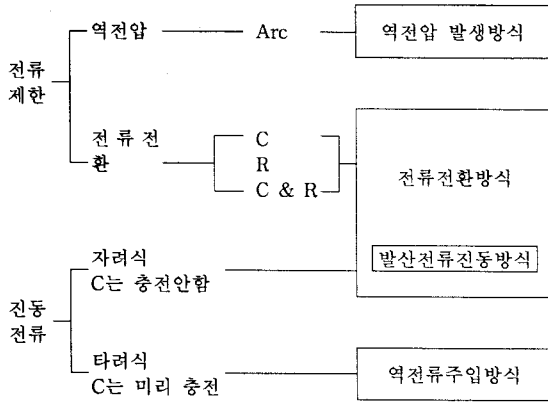 역전압 Arc 역전압 발생방식
전류
제한
전 류 전
환
C
R
C & R
전류전환방식
발산전류진동방식
자려식
C는 충전안함
진동
전류
타려식
C는 미리 충전
역전류주입방식